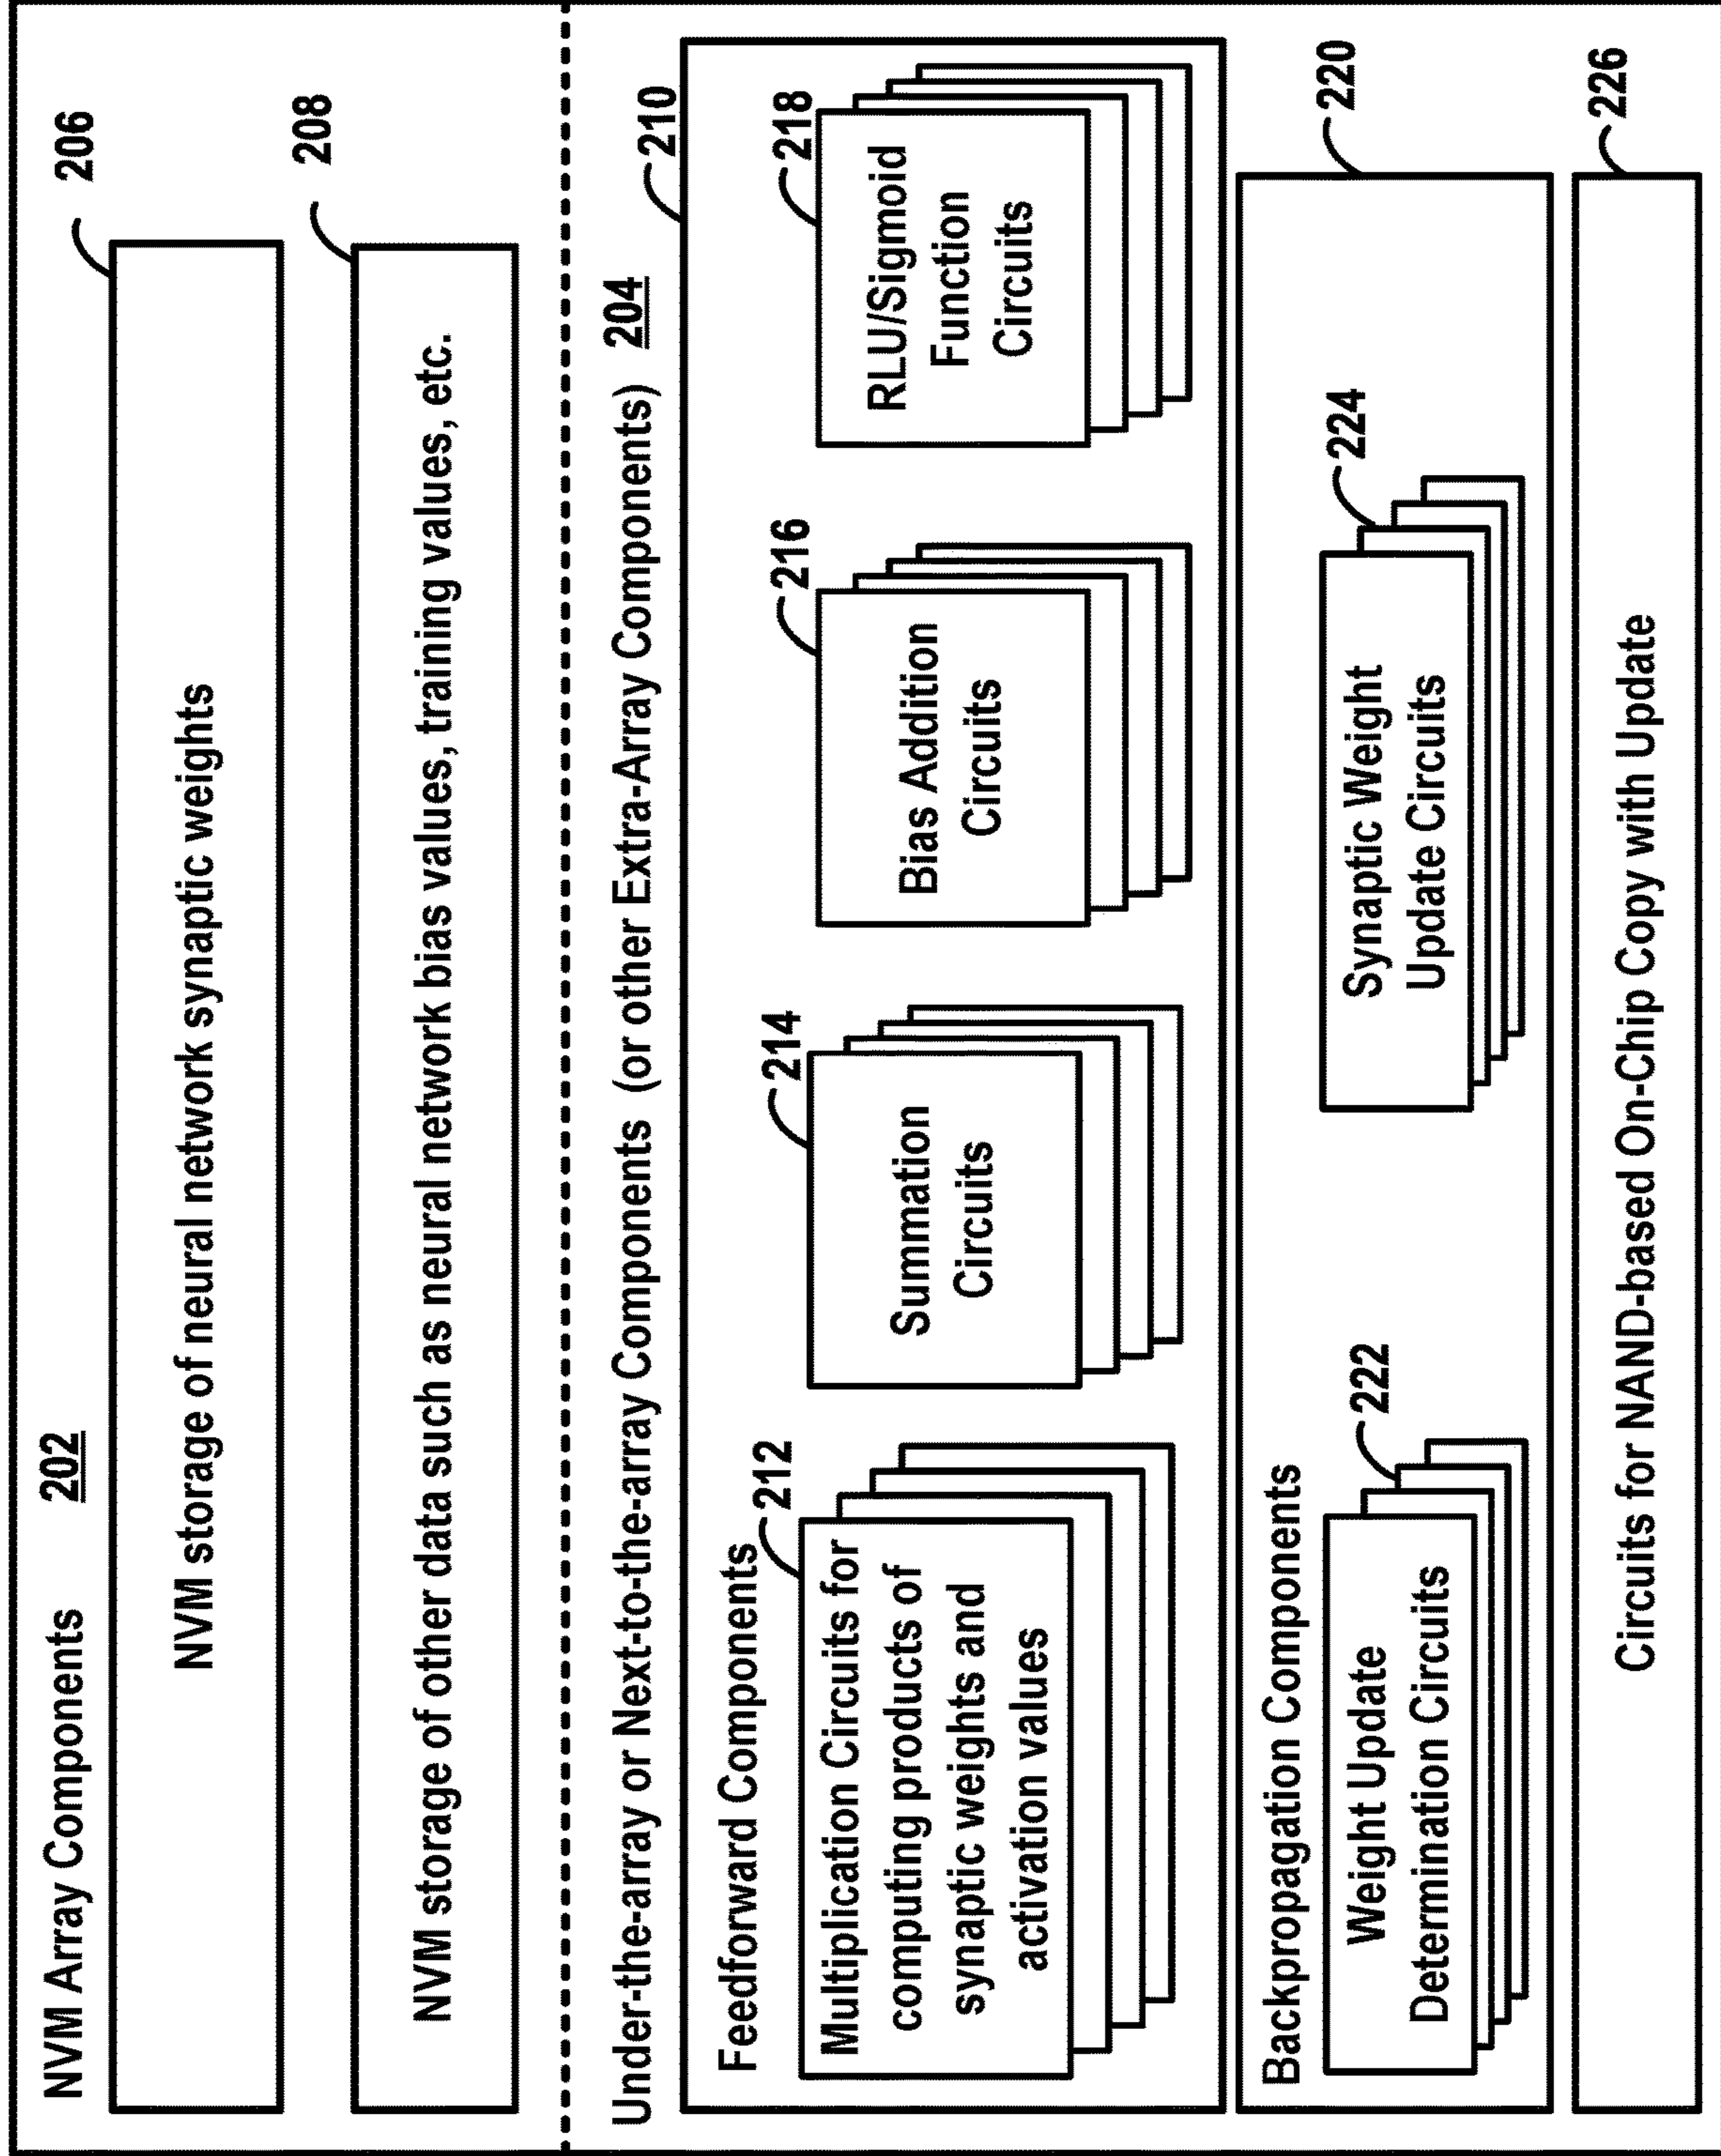 NVM Array Components 202
206
NVM storage of neural network synaptic weights
208
NVM storage of other data such as neural network bias values, training values, etc.
Under-the-array or Next-to-the-array Components (or other Extra-Array Components) 204
210
Feedforward Components
212
Multiplication Circuits for
computing products of
synaptic weights and
activation values
214
Summation
Circuits
216
Bias Addition
Circuits
218
RLU/Sigmoid
Function
Circuits
220
Backpropagation Components
222
Weight Update
Determination Circuits
224
Synaptic Weight
Update Circuits
226
Circuits for NAND-based On-Chip Copy with Update